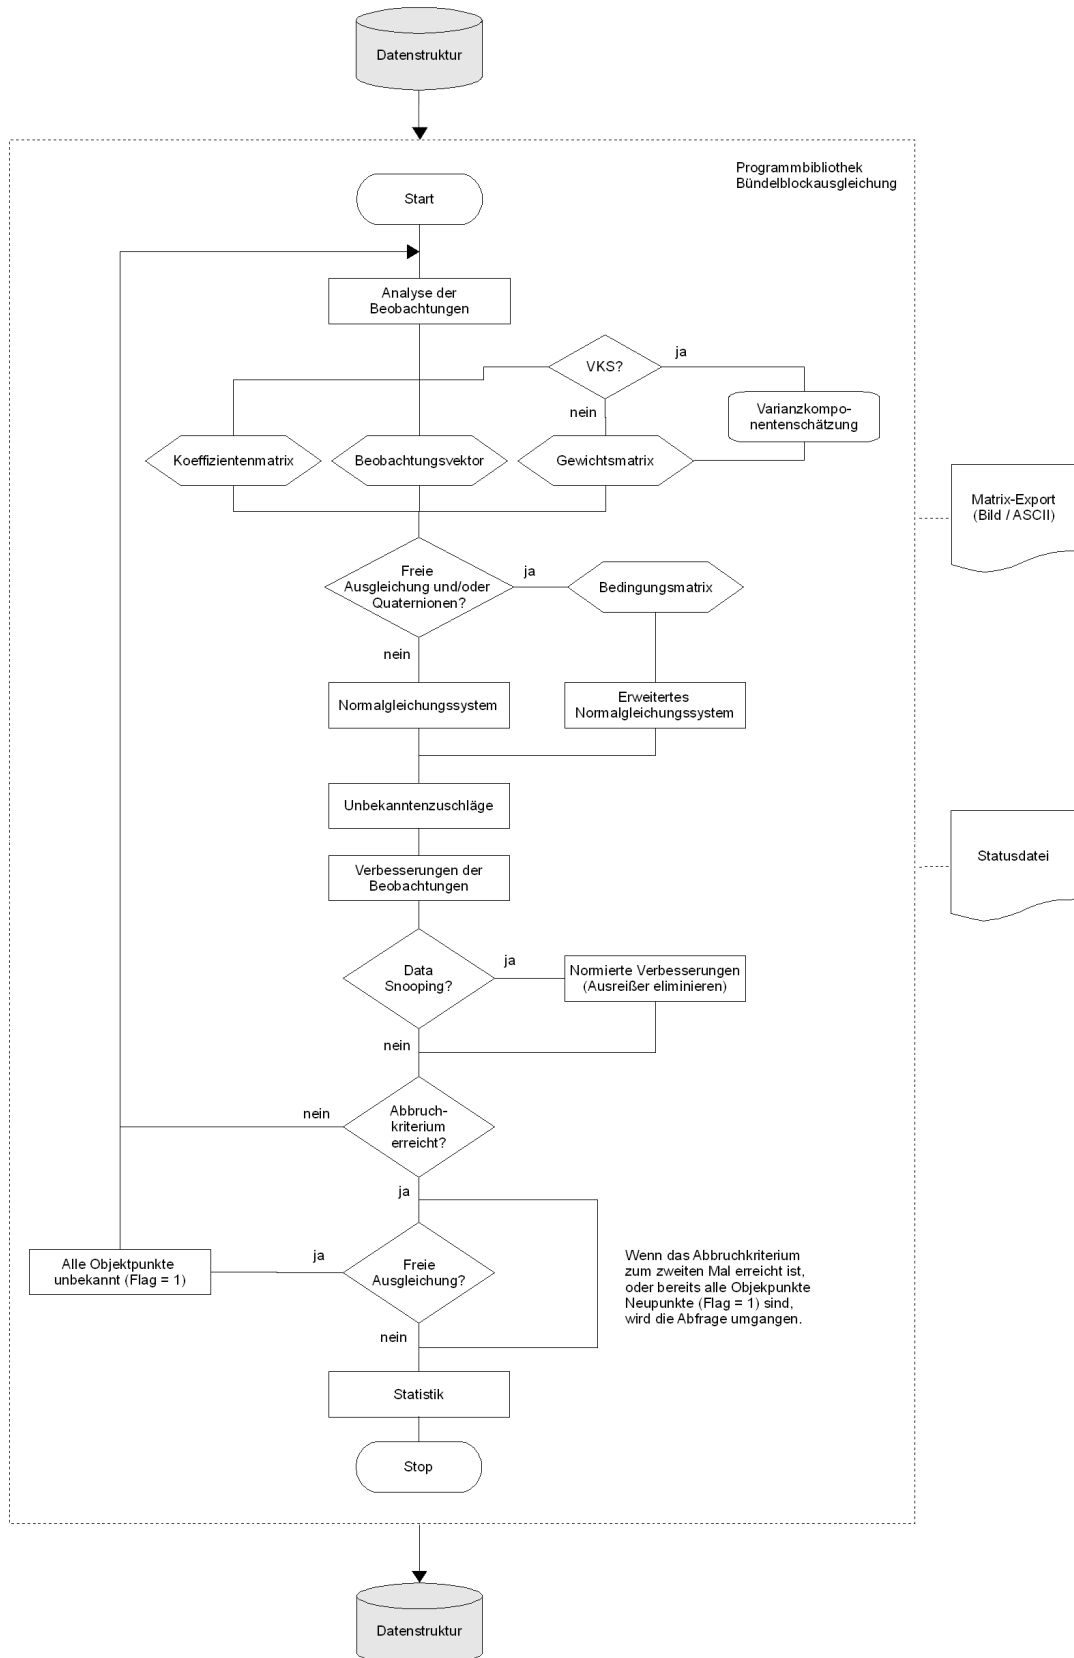 Datenstruktur
Programmbibliothek
Bündelblockausgleichung
Start
Analyse der
Beobachtungen
VKS?
ja
nein
Varianzkompo-
nentenschätzung
Koeffizientenmatrix
Beobachtungsvektor
Gewichtsmatrix
Matrix-Export
(Bild / ASCII)
Freie
Ausgleichung und/oder
Quaternionen?
ja
Bedingungsmatrix
nein
Normalgleichungssystem
Erweitertes
Normalgleichungssystem
Unbekanntenzuschläge
Statusdatei
Verbesserungen der
Beobachtungen
Data
Snooping?
ja
Normierte Verbesserungen
(Ausreißer eliminieren)
nein
nein
Abbruch-
kriterium
erreicht?
ja
Alle Objektpunkte
unbekannt (Flag = 1)
ja
Freie
Ausgleichung?
Wenn das Abbruchkriterium
zum zweiten Mal erreicht ist,
oder bereits alle Objekpunkte
Neupunkte (Flag = 1) sind,
wird die Abfrage umgangen.
nein
Statistik
Stop
Datenstruktur